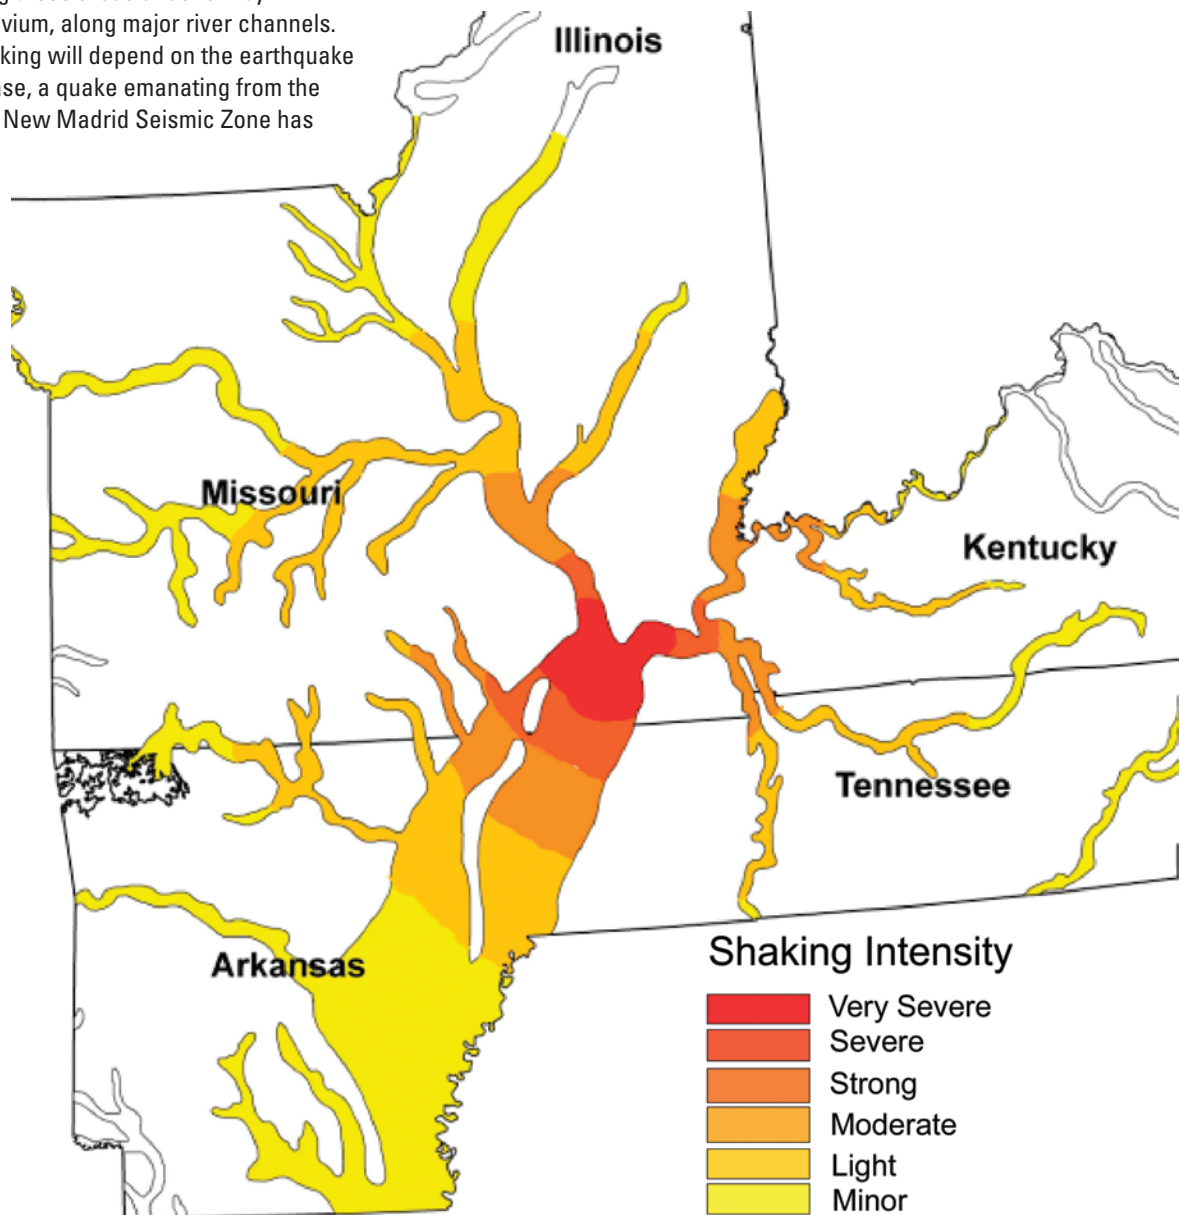 vium, along major river channels.
king will depend on the earthquake
se, a quake emanating from the
New Madrid Seismic Zone has
Illinois
Missouri
Kentucky
Tennessee
Arkansas
Shaking Intensity
Very Severe
Severe
Strong
Moderate
Light
Minor